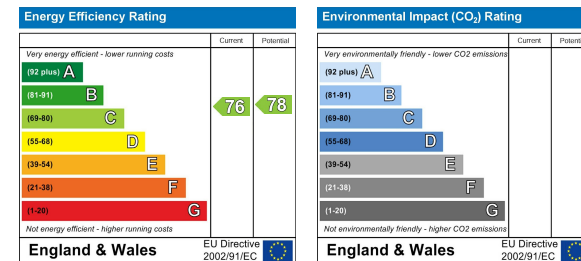 Energy Efficiency Rating
Current Potential
Very energy efficient - lower running costs
(92 plus) A
(81-91) B
(69-80) C
(55-68) D
(39-54) E
(21-38) F
(1-20) G
76 78
Not energy efficient - higher running costs
England & Wales
EU Directive
2002/91/EC
Environmental Impact (CO₂) Rating
Current Potential
Very environmentally friendly - lower CO2 emissions
(92 plus) A
(81-91) B
(69-80) C
(55-68) D
(39-54) E
(21-38) F
(1-20) G
Not environmentally friendly - higher CO2 emissions
England & Wales
EU Directive
2002/91/EC